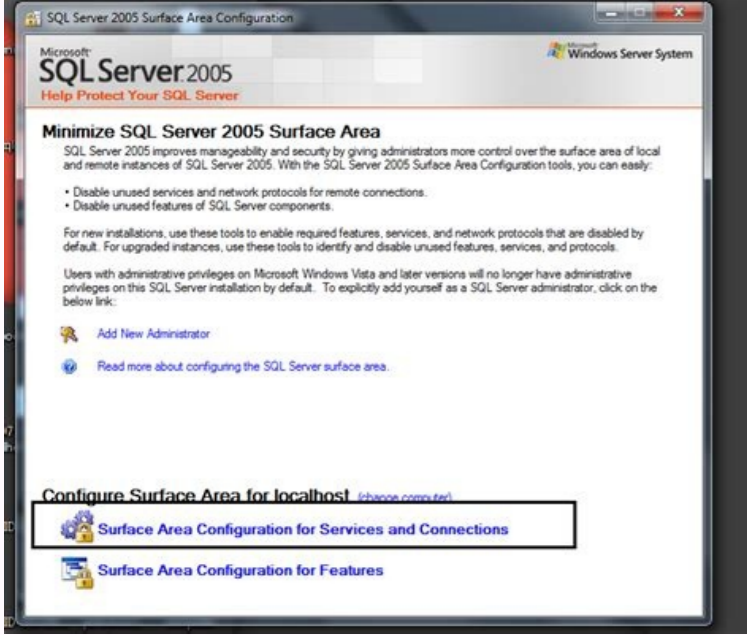 SQL Server 2005 Surface Area Configuration
Microsoft
SQL Server 2005
Help Protect Your SQL Server
Microsoft
Windows Server System
Minimize SQL Server 2005 Surface Area
SQL Server 2005 improves manageability and security by giving administrators more control over the surface area of local
and remote instances of SQL Server 2005. With the SQL Server 2005 Surface Area Configuration tools, you can easily:
• Disable unused services and network protocols for remote connections.
• Disable unused features of SQL Server components.
For new installations, use these tools to enable required features, services, and network protocols that are disabled by
default. For upgraded instances, use these tools to identify and disable unused features, services, and protocols.
Users with administrative privileges on Microsoft Windows Vista and later versions will no longer have administrative
privileges on this SQL Server installation by default. To explicitly add yourself as a SQL Server administrator, click on the
below link:
Add New Administrator
Read more about configuring the SQL Server surface area.
Configure Surface Area for localhost (change computer)
Surface Area Configuration for Services and Connections
Surface Area Configuration for Features